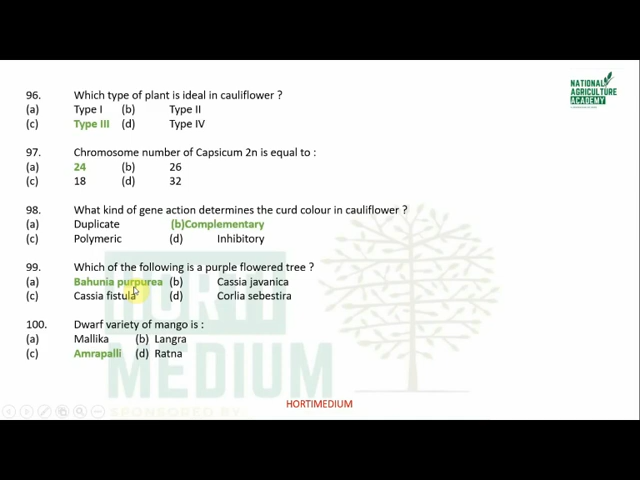 NATIONAL
AGRICULTURE
ACADEMY
96. Which type of plant is ideal in cauliflower ?
(a) Type I (b) Type II
(c) Type III (d) Type IV
97. Chromosome number of Capsicum 2n is equal to :
(a) 24 (b) 26
(c) 18 (d) 32
98. What kind of gene action determines the curd colour in cauliflower ?
(a) Duplicate (b)Complementary
(c) Polymeric (d) Inhibitory
99. Which of the following is a purple flowered tree ?
(a) Bahunia purpurea (b) Cassia javanica
(c) Cassia fistula (d) Corlia sebestira
100. Dwarf variety of mango is :
(a) Mallika (b) Langra
(c) Amrapalli (d) Ratna
HORTI
MEDIUM
SPONSORED BY:
HORTIMEDIUM